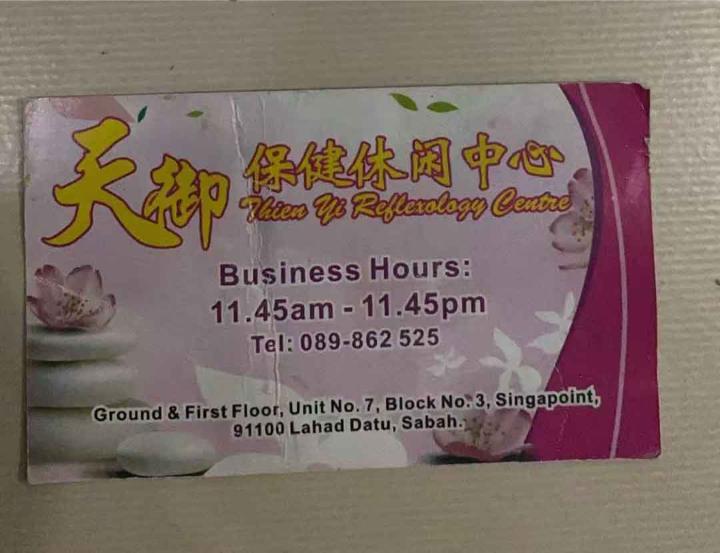 天御 保健休闲中心
Thien Yi Reflexology Centre
Business Hours:
11.45am - 11.45pm
Tel: 089-862 525
Ground & First Floor, Unit No. 7, Block No. 3, Singapoint,
91100 Lahad Datu, Sabah.